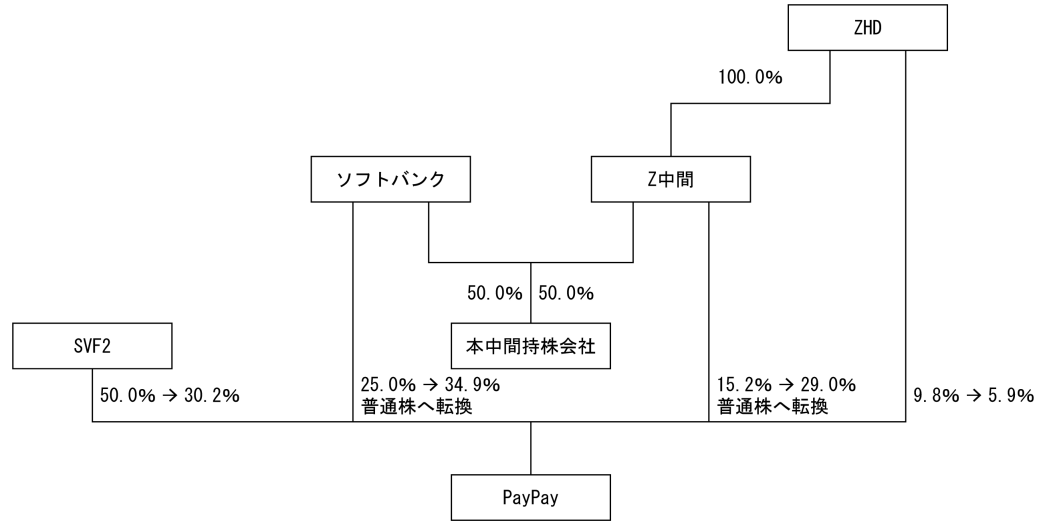 ZHD
100.0%
ソフトバンク
Z中間
50.0%
50.0%
SVF2
本中間持株会社
50.0% → 30.2%
25.0% → 34.9%
普通株へ転換
15.2% → 29.0%
普通株へ転換
9.8% → 5.9%
PayPay